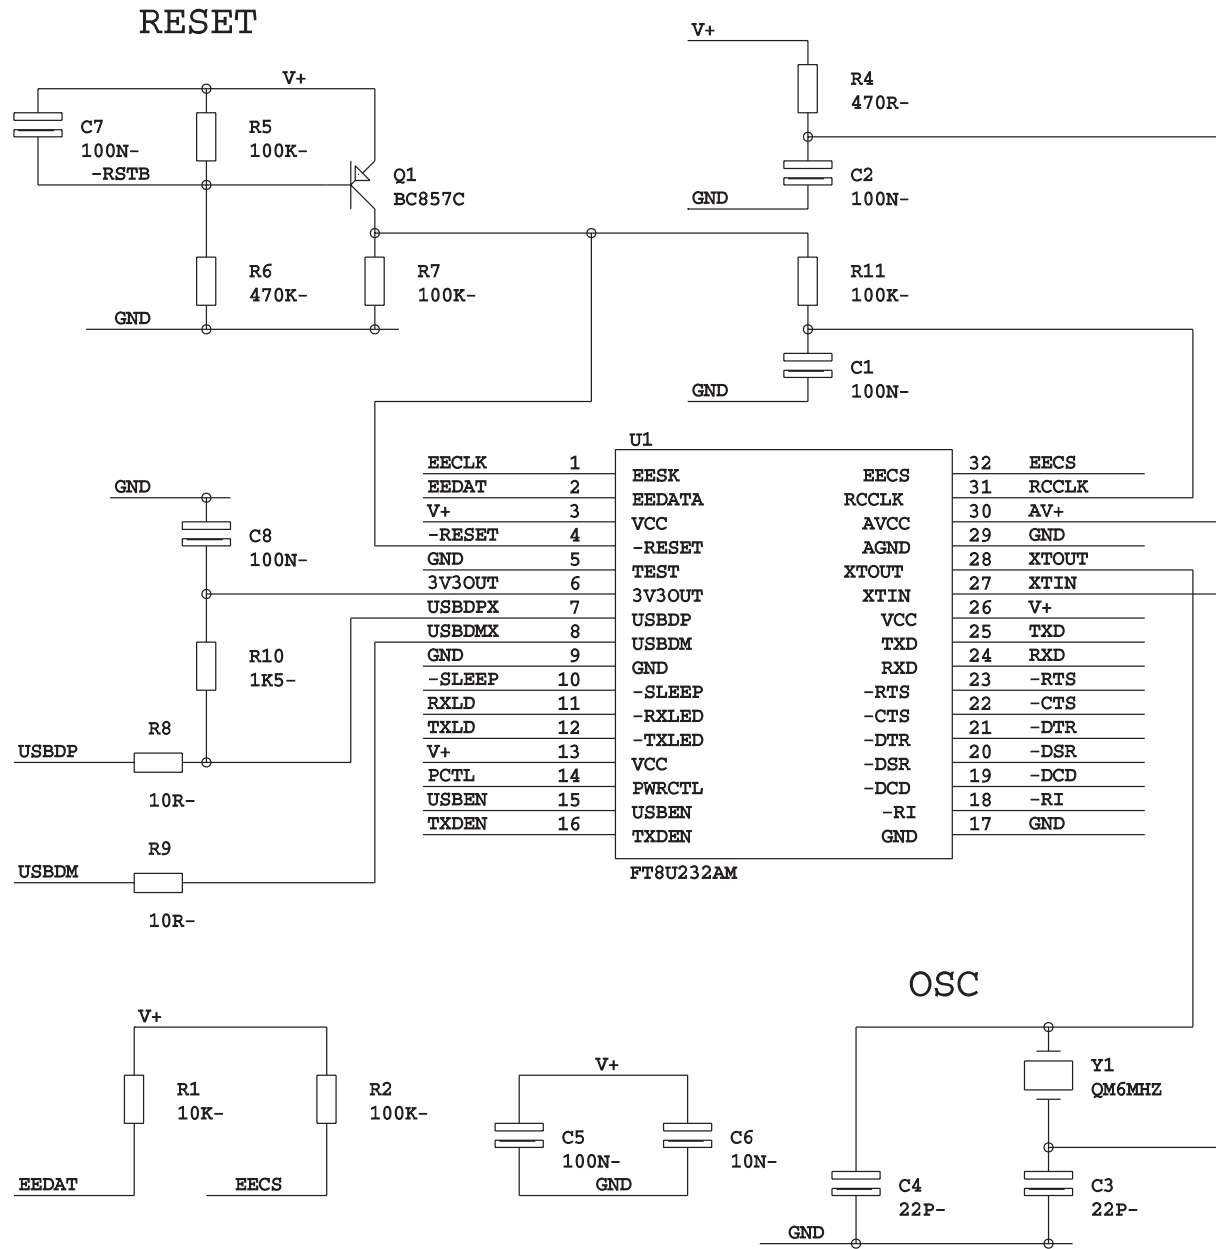 RESET
V+
C7
100N-
R5
100K-
-RSTB
Q1
BC857C
R6
470K-
R7
100K-
GND
V+
R4
470R-
C2
100N-
GND
R11
100K-
C1
100N-
GND
U1
EECLK 1 EESK EECS 32 EECS
EEDAT 2 EEDATA RCCLK 31 RCCLK
V+ 3 VCC AVCC 30 AV+
-RESET 4 -RESET AGND 29 GND
GND 5 TEST XTOUT 28 XTOUT
3V3OUT 6 3V3OUT XTIN 27 XTIN
USBDPX 7 USBDP VCC 26 V+
USBDMX 8 USBDM TXD 25 TXD
GND 9 GND RXD 24 RXD
-SLEEP 10 -SLEEP -RTS 23 -RTS
RXLD 11 -RXLED -CTS 22 -CTS
TXLD 12 -TXLED -DTR 21 -DTR
V+ 13 VCC -DSR 20 -DSR
PCTL 14 PWRCTL -DCD 19 -DCD
USBEN 15 USBEN -RI 18 -RI
TXDEN 16 TXDEN GND 17 GND
FT8U232AM
GND
C8
100N-
R10
1K5-
R8
USBDP
10R-
R9
USBDM
10R-
V+
R1
10K-
R2
100K-
EEDAT
EECS
V+
C5
100N-
C6
10N-
GND
OSC
Y1
QM6MHZ
C4
22P-
C3
22P-
GND